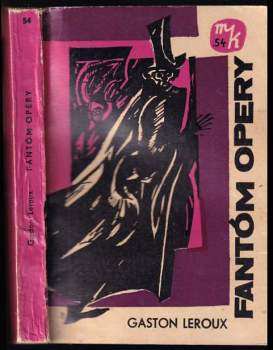 54
Gaston Leroux FANTÓM OPERY
mk
54
FANTÓM OPERY
GASTON LEROUX